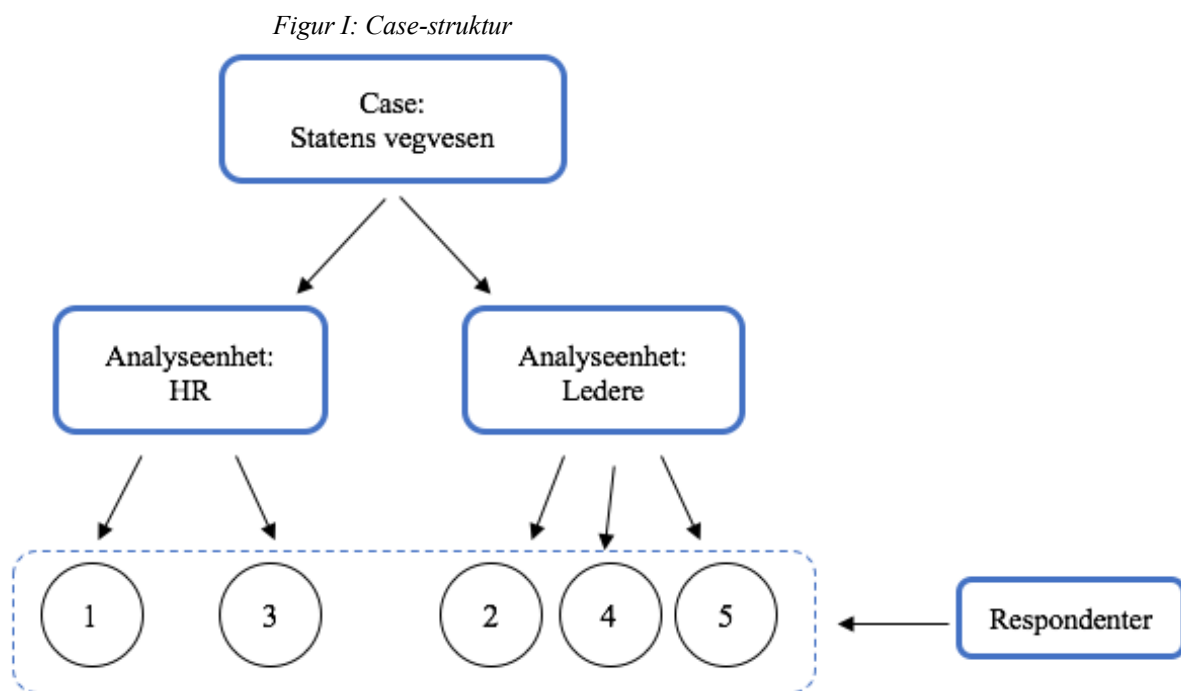 Figur I: Case-struktur
Case:
Statens vegvesen
Analyseenhet:
HR
Analyseenhet:
Ledere
1
3
2
4
5
Respondenter